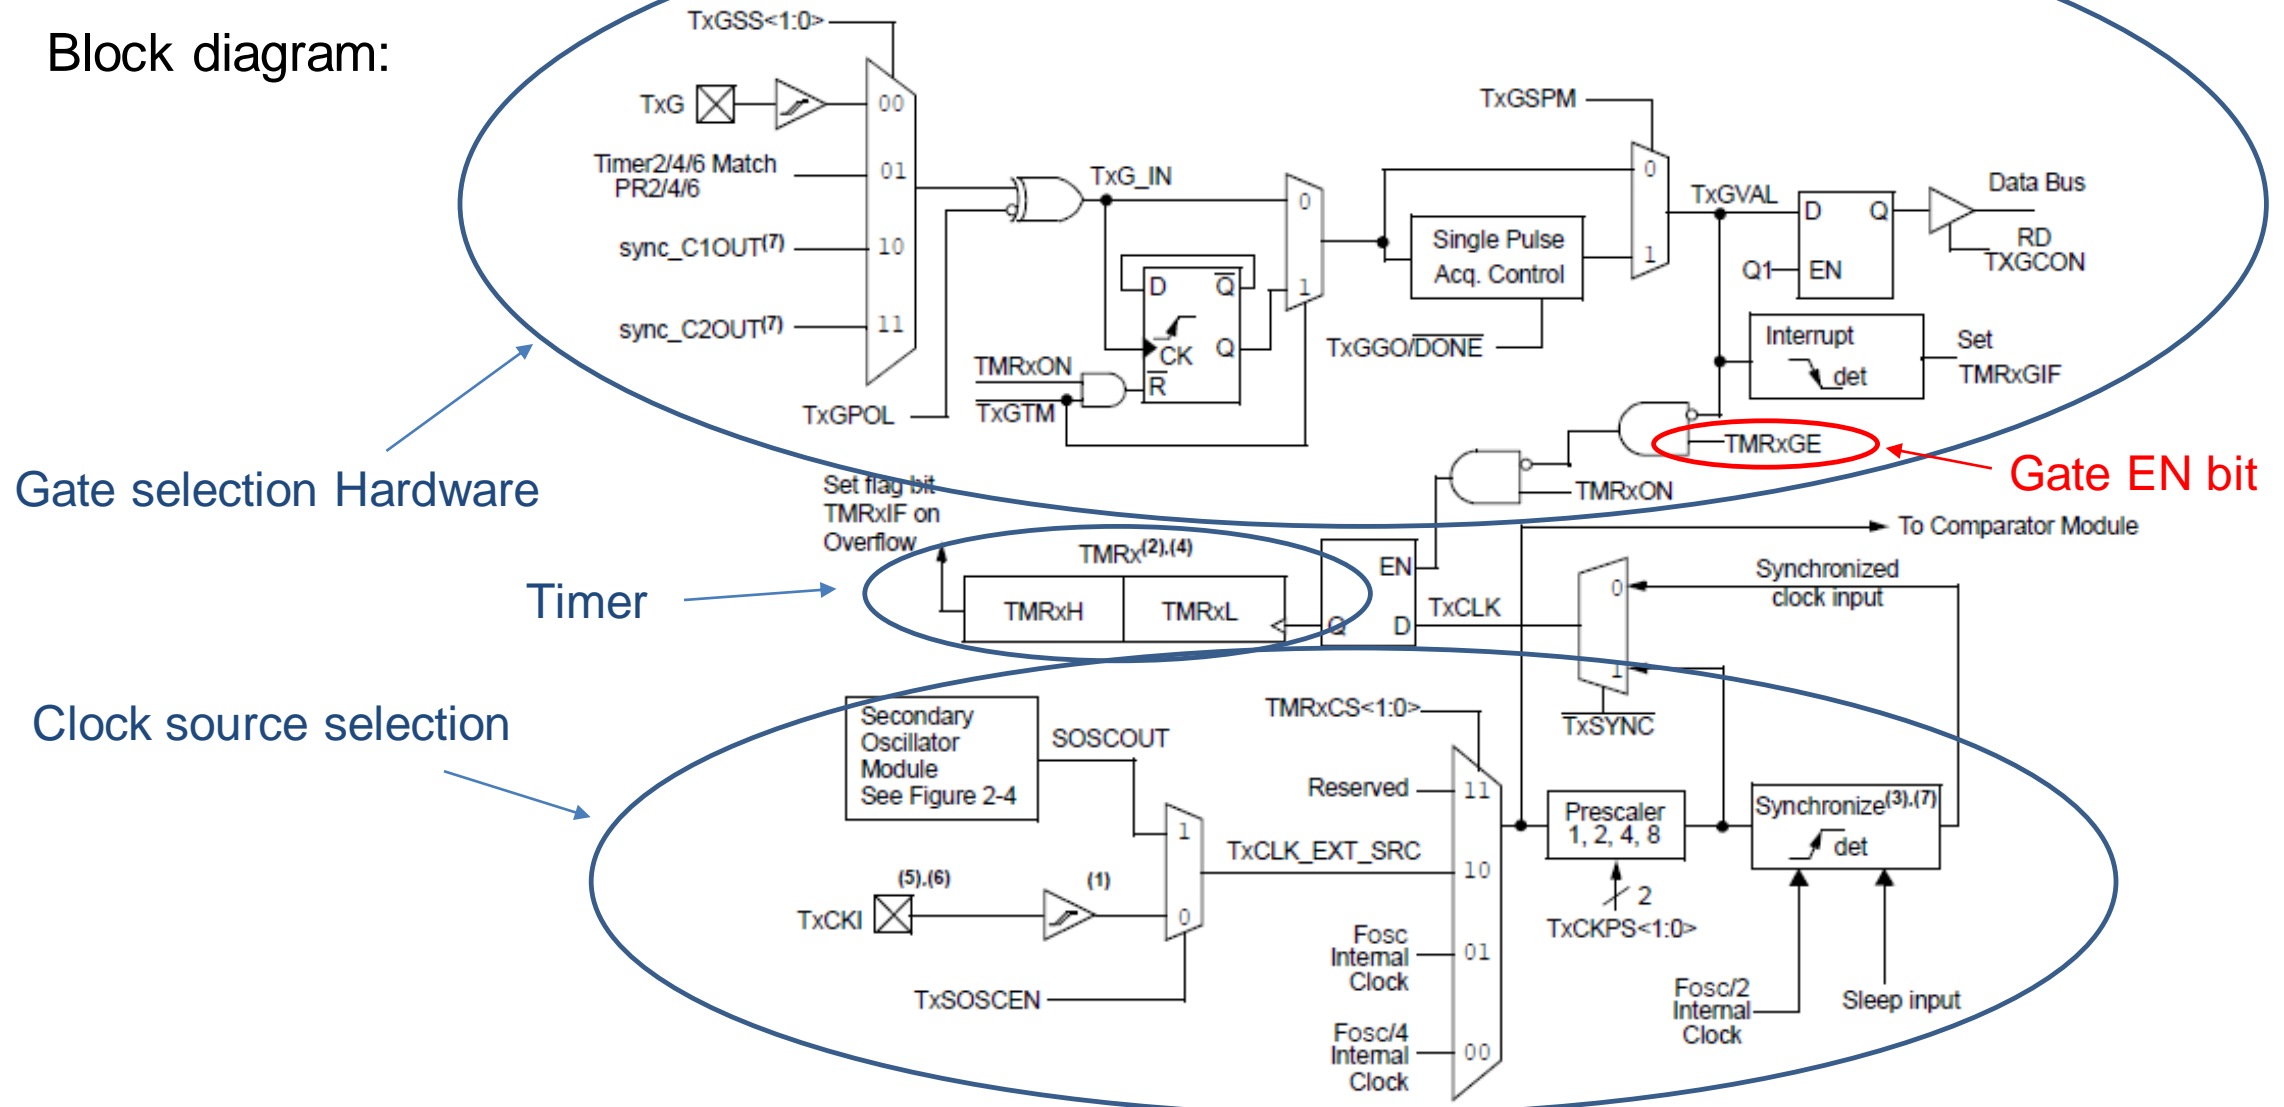 Block diagram:
TxGSS<1:0>
TxG
00
Timer2/4/6 Match
PR2/4/6
01
sync_C1OUT(7)
10
sync_C2OUT(7)
11
TxGPOL
TxG_IN
0
1
D
Q
CK
Q
R
TMRxON
TxGTM
TxGSPM
0
1
Single Pulse
Acq. Control
TxGGO/DONE
TxGVAL
D
Q
Q1
EN
Data Bus
RD
TXGCON
Interrupt
det
Set
TMRxGIF
TMRxGE
Gate EN bit
TMRxON
Gate selection Hardware
Set flag bit
TMRxIF on
Overflow
To Comparator Module
TMRx(2),(4)
Timer
TMRxH
TMRxL
EN
Q
D
TxCLK
0
1
Synchronized
clock input
TxSYNC
Clock source selection
Secondary
Oscillator
Module
See Figure 2-4
SOSCOUT
1
0
TxCLK_EXT_SRC
(5),(6)
(1)
TxCKI
TxSOSCEN
TMRxCS<1:0>
Reserved
11
10
Fosc
Internal
Clock
01
Fosc/4
Internal
Clock
00
Prescaler
1, 2, 4, 8
2
TxCKPS<1:0>
Synchronize(3),(7)
det
Fosc/2
Internal
Clock
Sleep input